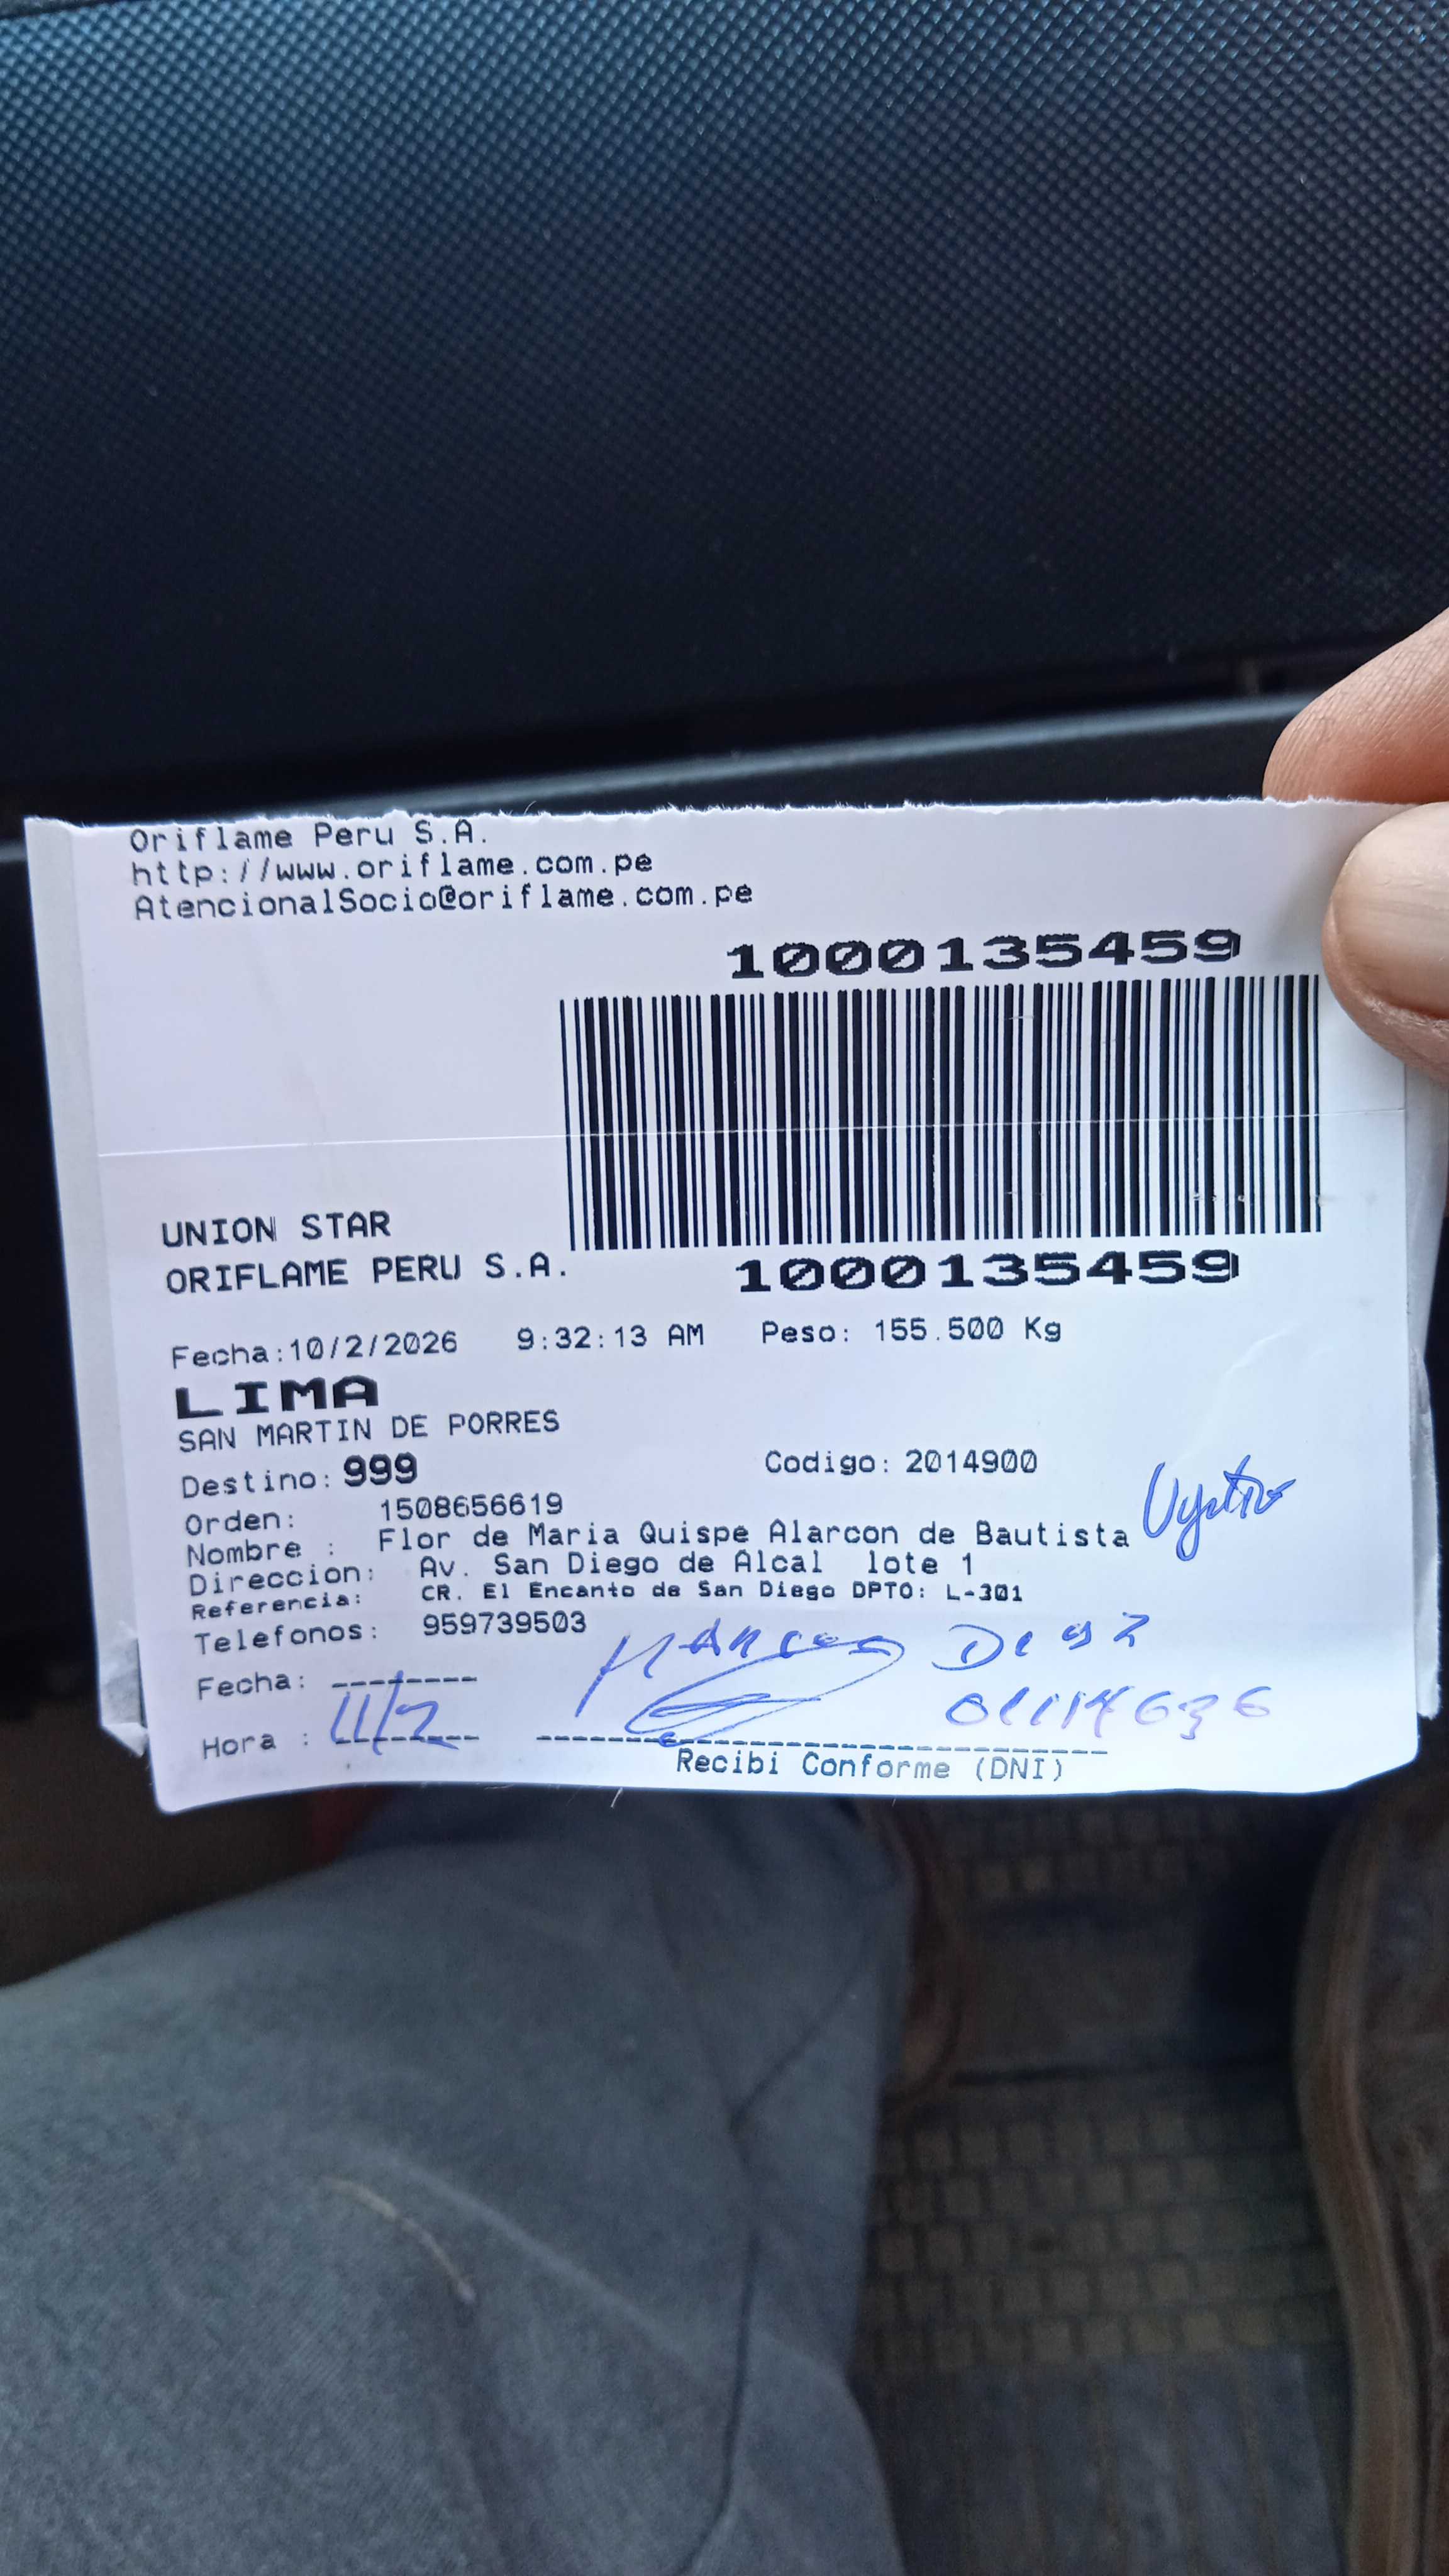 Oriflame Peru S.A.
http://www.oriflame.com.pe
AtencionalSocio@oriflame.com.pe
1000135459
UNION STAR
ORIFLAME PERU S.A.
1000135459
Fecha:10/2/2026 9:32:13 AM Peso: 155.500 Kg
LIMA
SAN MARTIN DE PORRES
Destino: 999 Codigo: 2014900
Orden: 1508656619
Nombre : Flor de Maria Quispe Alarcon de Bautista
Direccion: Av. San Diego de Alcal lote 1
Referencia: CR. El Encanto de San Diego DPTO: L-301
Telefonos: 959739503
Fecha: 11/2
Hora :
Recibi Conforme (DNI)